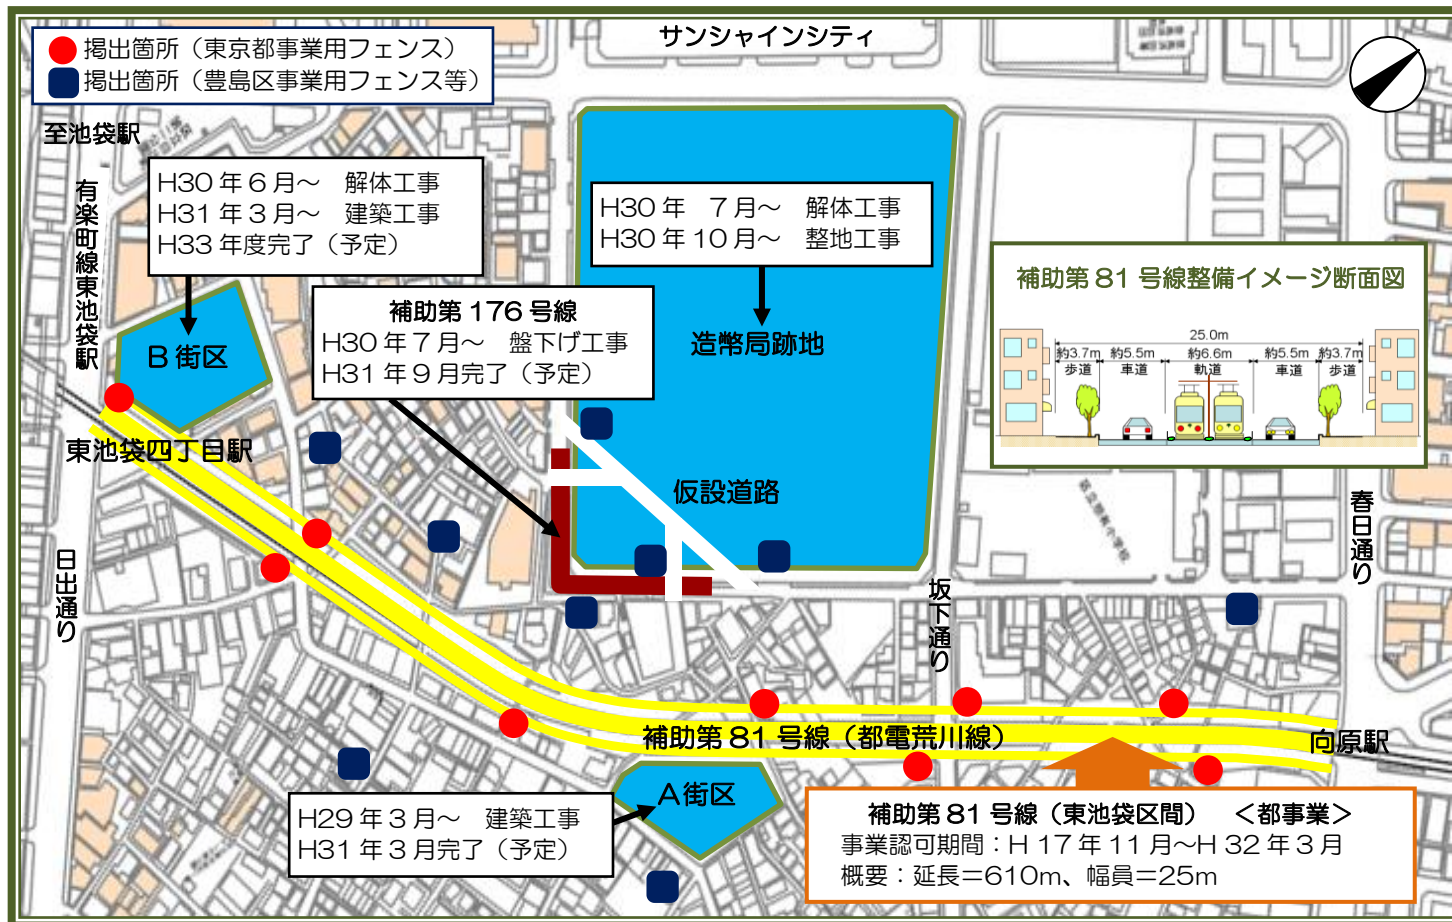 掲出箇所（東京都事業用フェンス）
掲出箇所（豊島区事業用フェンス等）
サンシャインシティ
至池袋駅
有楽町線東池袋駅
H30年6月～　解体工事
H31年3月～　建築工事
H33年度完了（予定）
H30年　7月～　解体工事
H30年10月～　整地工事
補助第81号線整備イメージ断面図
25.0m
約3.7m 約5.5m 約6.6m 約5.5m 約3.7m
歩道 車道 軌道 車道 歩道
補助第176号線
H30年7月～　盤下げ工事
H31年9月完了（予定）
B街区
造幣局跡地
東池袋四丁目駅
仮設道路
春日通り
日出通り
坂下通り
補助第81号線（都電荒川線）
向原駅
A街区
H29年3月～　建築工事
H31年3月完了（予定）
補助第81号線（東池袋区間）　＜都事業＞
事業認可期間：H17年11月～H32年3月
概要：延長＝610m、幅員＝25m